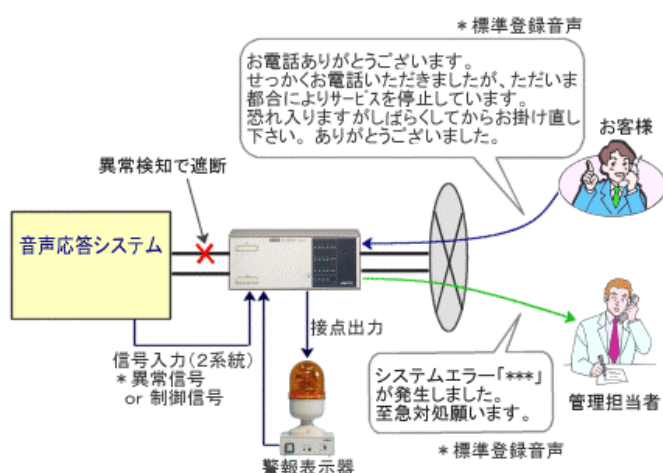 ＊標準登録音声
お電話ありがとうございます。
せっかくお電話いただきましたが、ただいま
都合によりサービスを停止しています。
恐れ入りますがしばらくしてからお掛け直し
下さい。ありがとうございました。
お客様
異常検知で遮断
音声応答システム
接点出力
信号入力（２系統）
＊異常信号
or 制御信号
システムエラー「***」
が発生しました。
至急対処願います。
管理担当者
＊標準登録音声
警報表示器